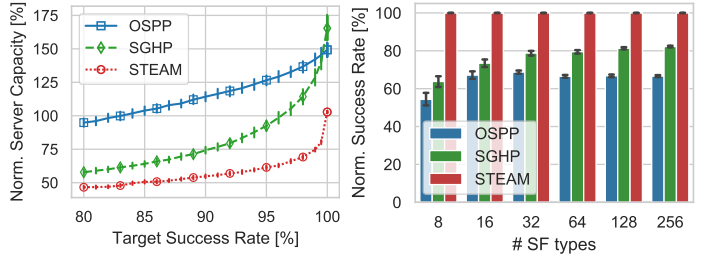 Norm. Server Capacity [%]
175
150
125
100
75
50
OSPP
SGHP
STEAM
80 85 90 95 100
Target Success Rate [%]
Norm. Success Rate [%]
100
80
60
40
20
0
OSPP
SGHP
STEAM
8 16 32 64 128 256
# SF types